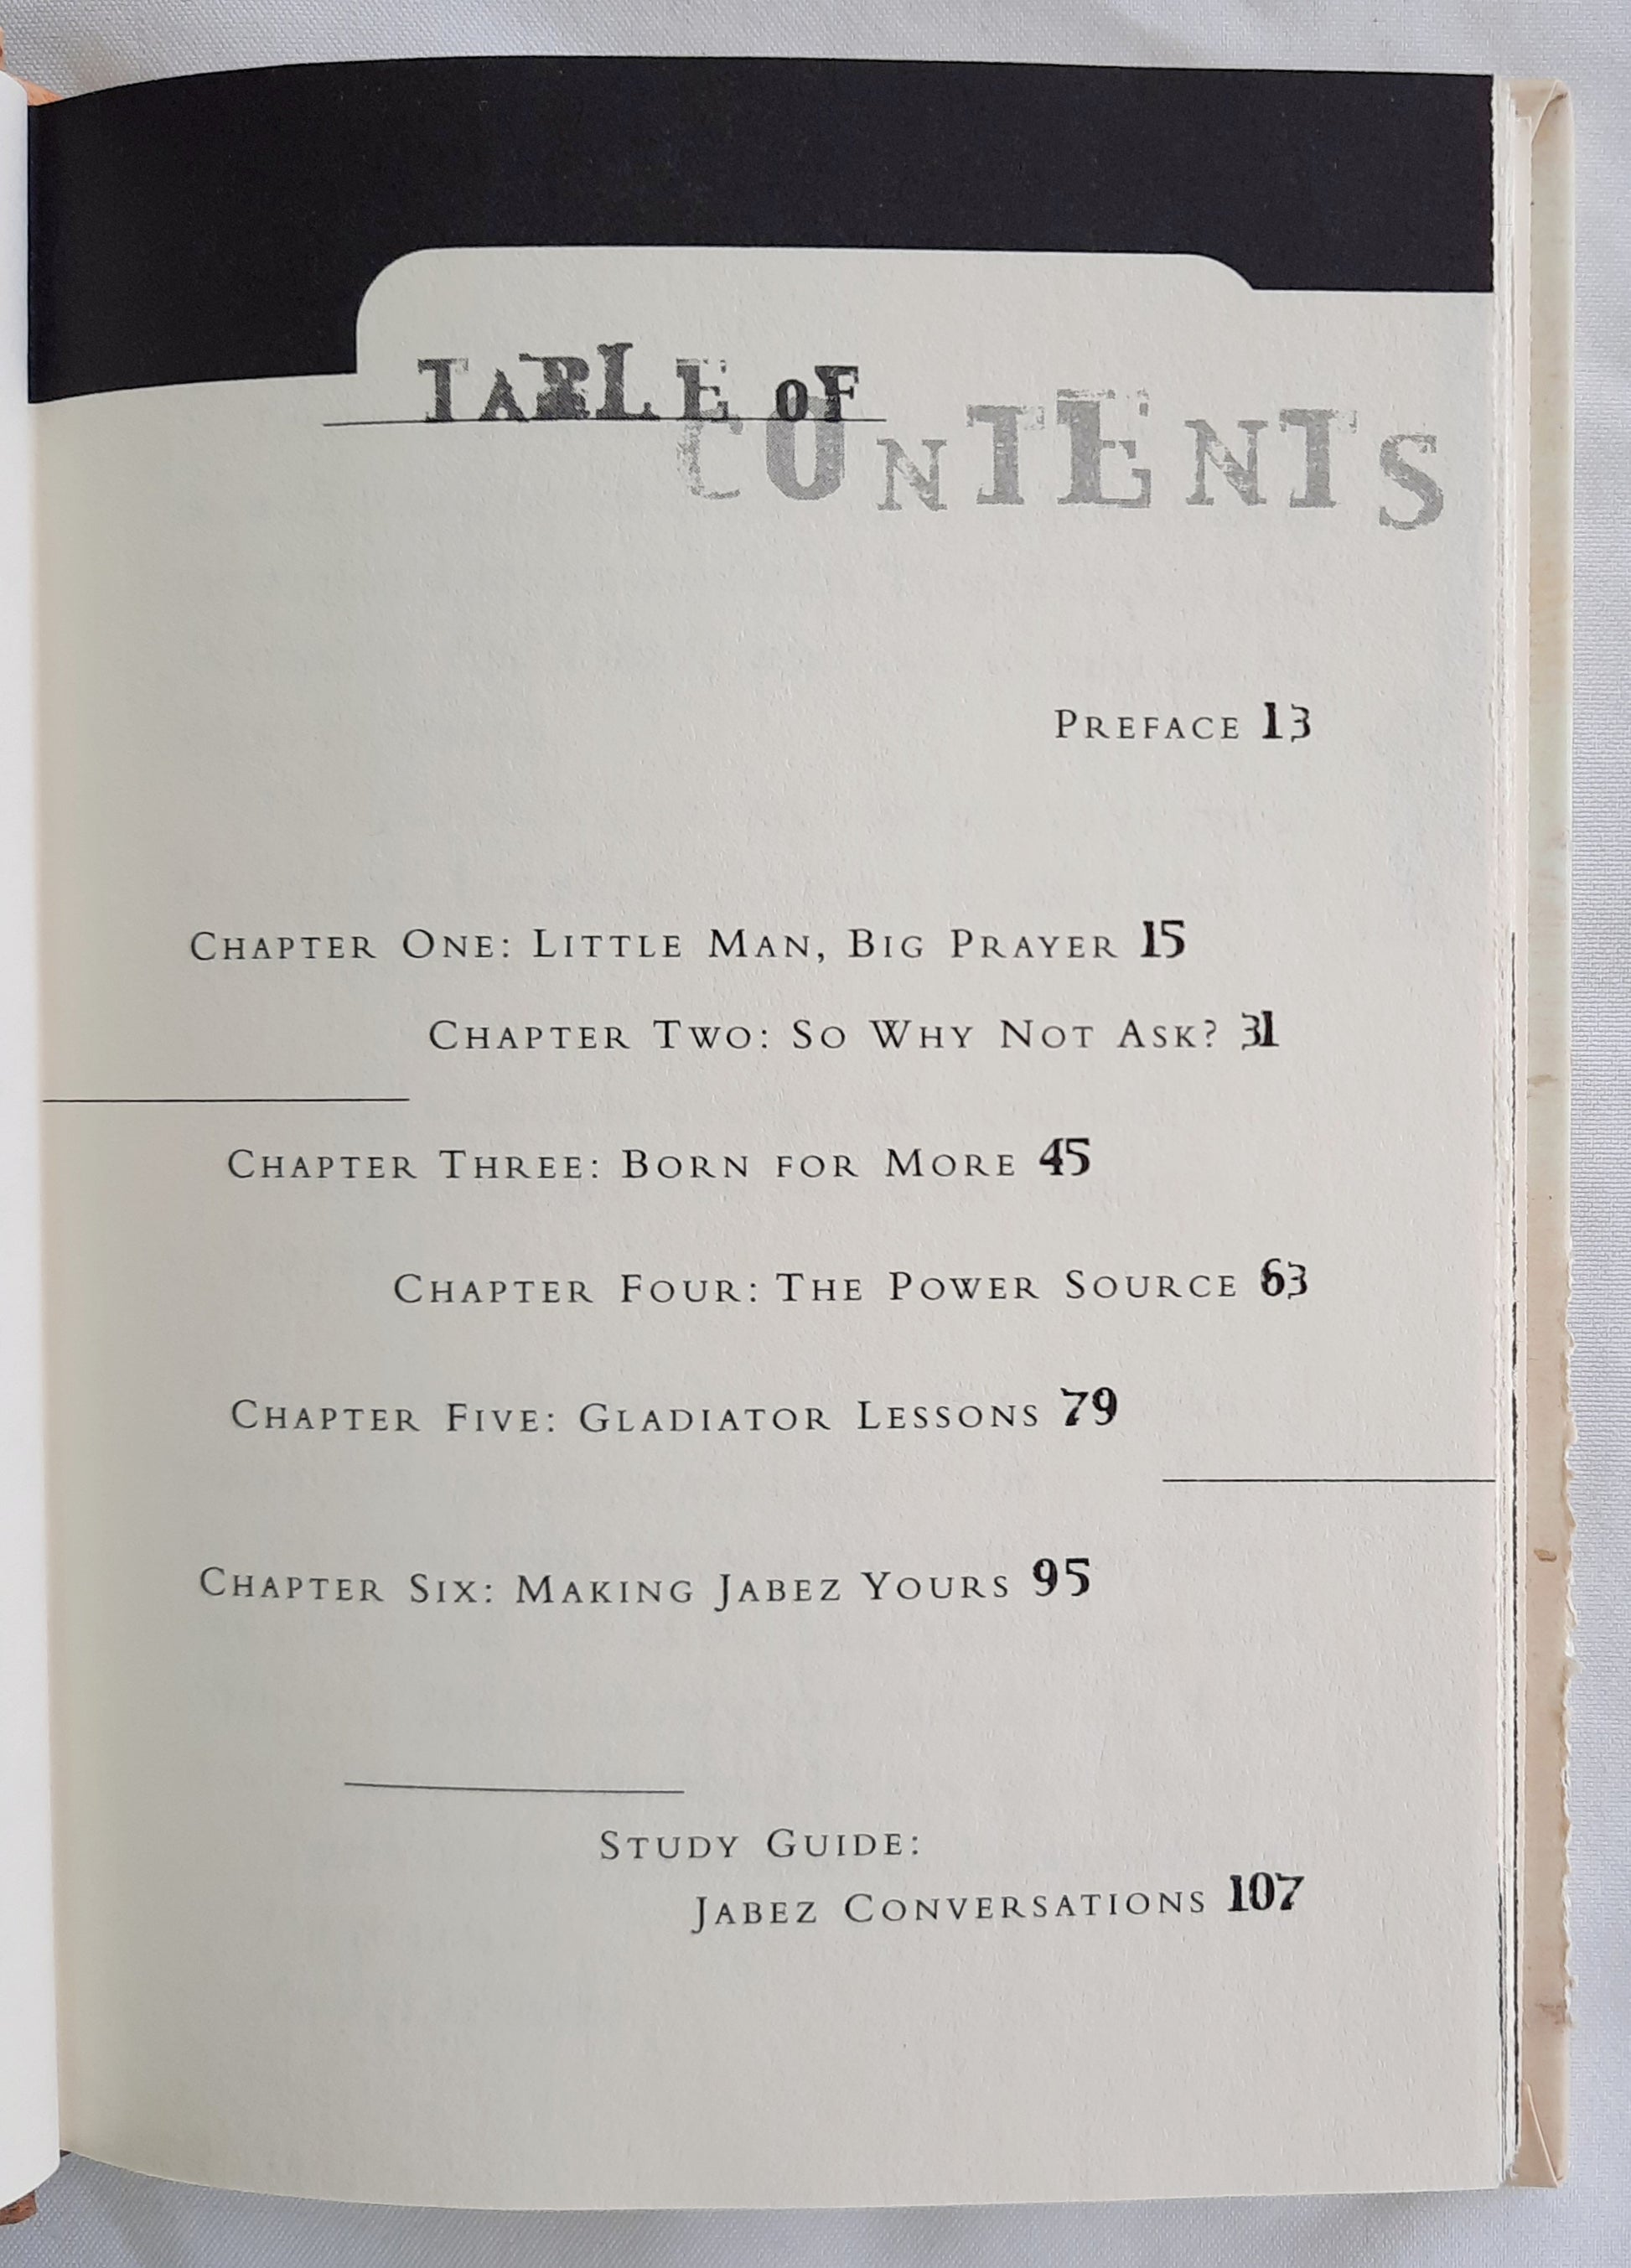 TABLE OF
CONTENTS
PREFACE 13
CHAPTER ONE: LITTLE MAN, BIG PRAYER 15
CHAPTER TWO: SO WHY NOT ASK? 31
CHAPTER THREE: BORN FOR MORE 45
CHAPTER FOUR: THE POWER SOURCE 63
CHAPTER FIVE: GLADIATOR LESSONS 79
CHAPTER SIX: MAKING JABEZ YOURS 95
STUDY GUIDE:
JABEZ CONVERSATIONS 107